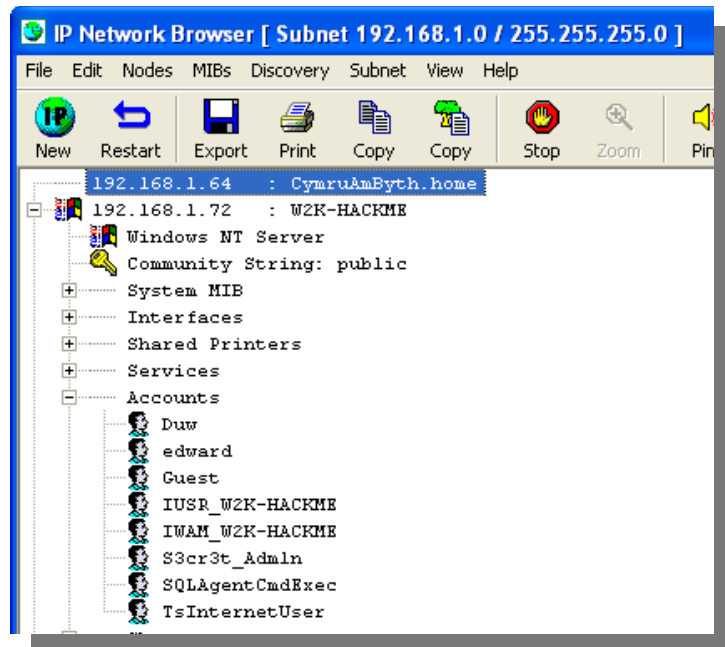 IP Network Browser [ Subnet 192.168.1.0 / 255.255.255.0 ]
File Edit Nodes MIBs Discovery Subnet View Help
New Restart Export Print Copy Copy Stop Zoom
192.168.1.64 : CymruAmByth.home
192.168.1.72 : W2K-HACKME
Windows NT Server
Community String: public
System MIB
Interfaces
Shared Printers
Services
Accounts
Duw
edward
Guest
IUSR_W2K-HACKME
IWAM_W2K-HACKME
S3cr3t_Adm1n
SQLAgentCmdExec
TsInternetUser